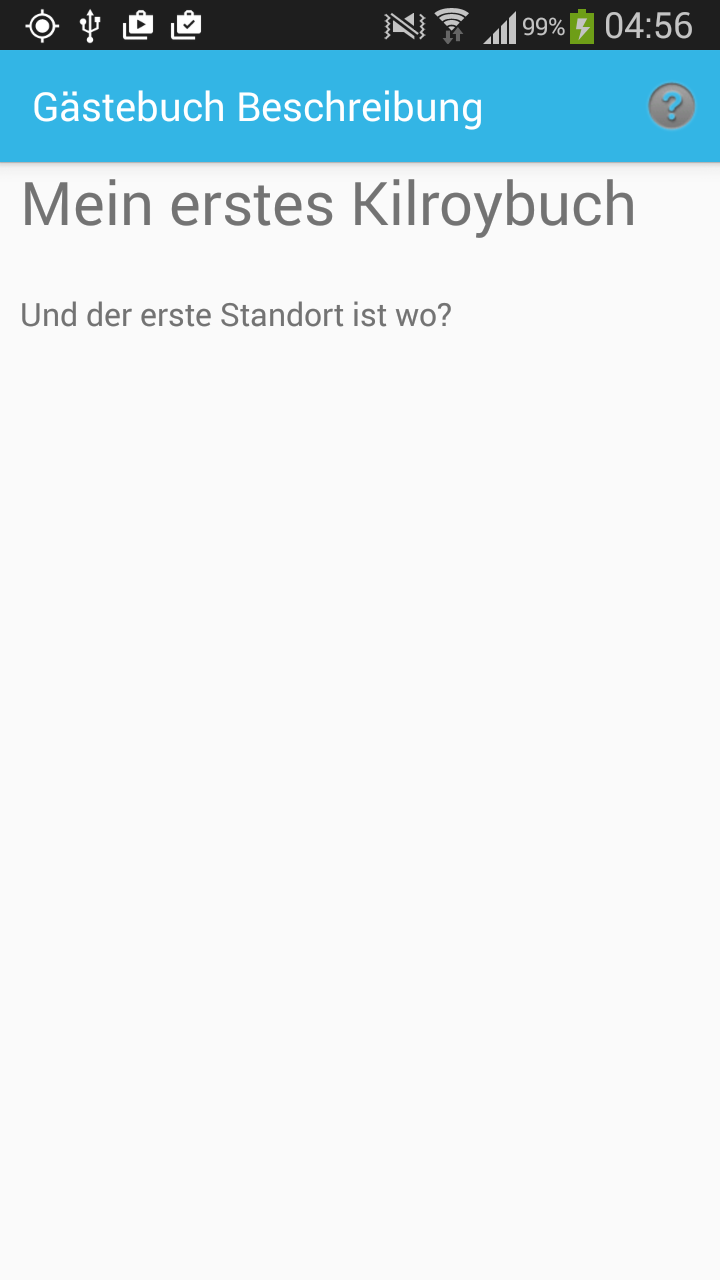 99% 04:56
Gästebuch Beschreibung ?
Mein erstes Kilroybuch
Und der erste Standort ist wo?